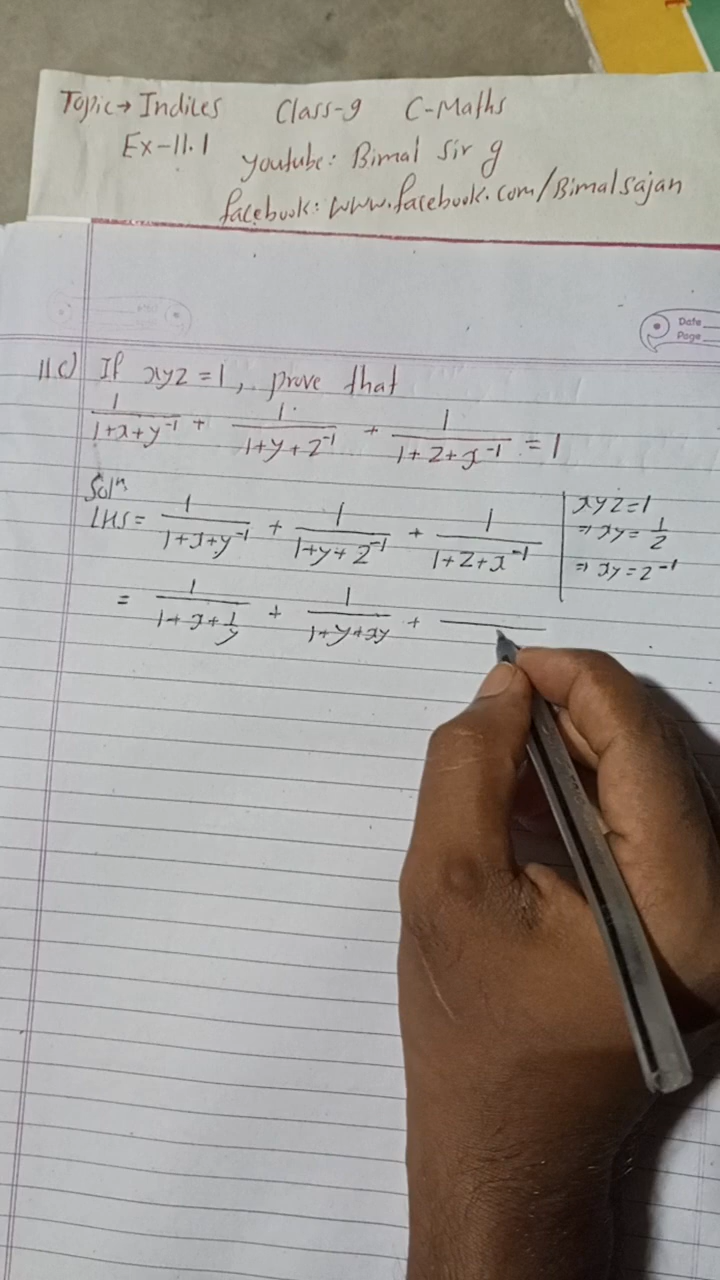 Topic → Indices Class-9 C-Maths
Ex-11.1 youtube: Bimal Sir g
facebook: www.facebook.com/Bimalsajan
Date
Page
11c) If xyz = 1, prove that
1/(1+x+y⁻¹) + 1/(1+y+z⁻¹) + 1/(1+z+x⁻¹) = 1
Solⁿ
LHS = 1/(1+x+y⁻¹) + 1/(1+y+z⁻¹) + 1/(1+z+x⁻¹)
xyz=1
⇒ xy = 1/z
⇒ xy = z⁻¹
= 1/(1+x+1/y) + 1/(1+y+xy) +